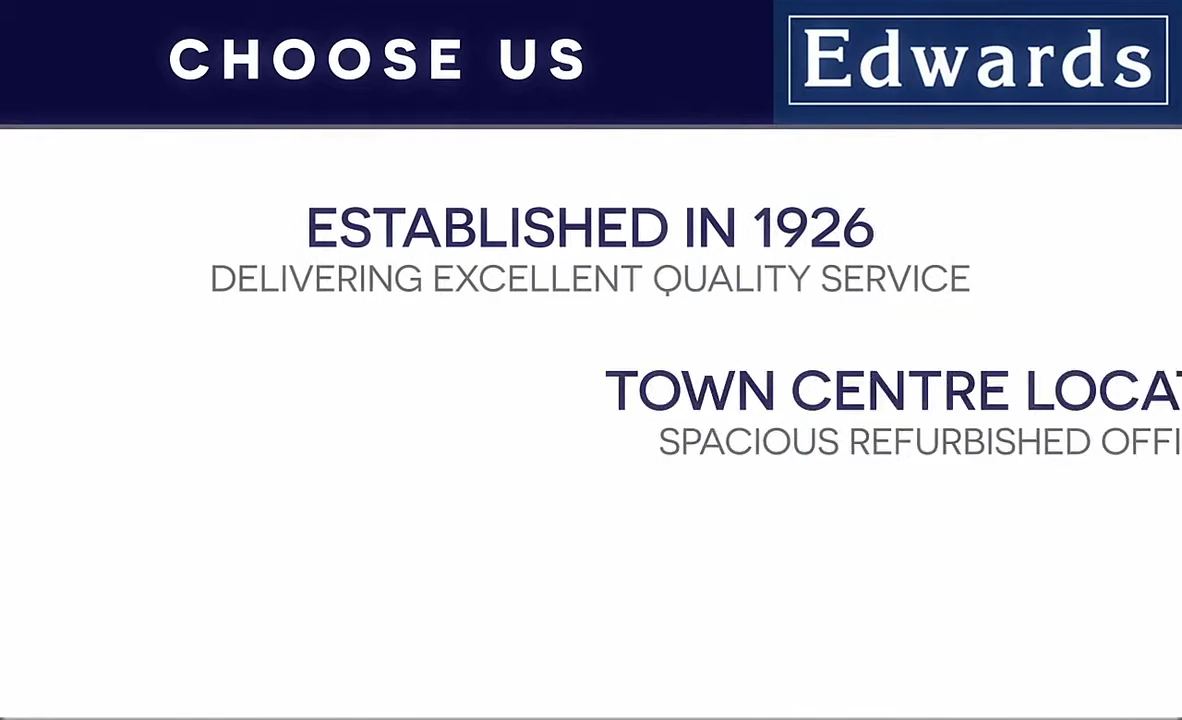 CHOOSE US
Edwards
ESTABLISHED IN 1926
DELIVERING EXCELLENT QUALITY SERVICE
TOWN CENTRE
SPACIOUS REFURBISHED